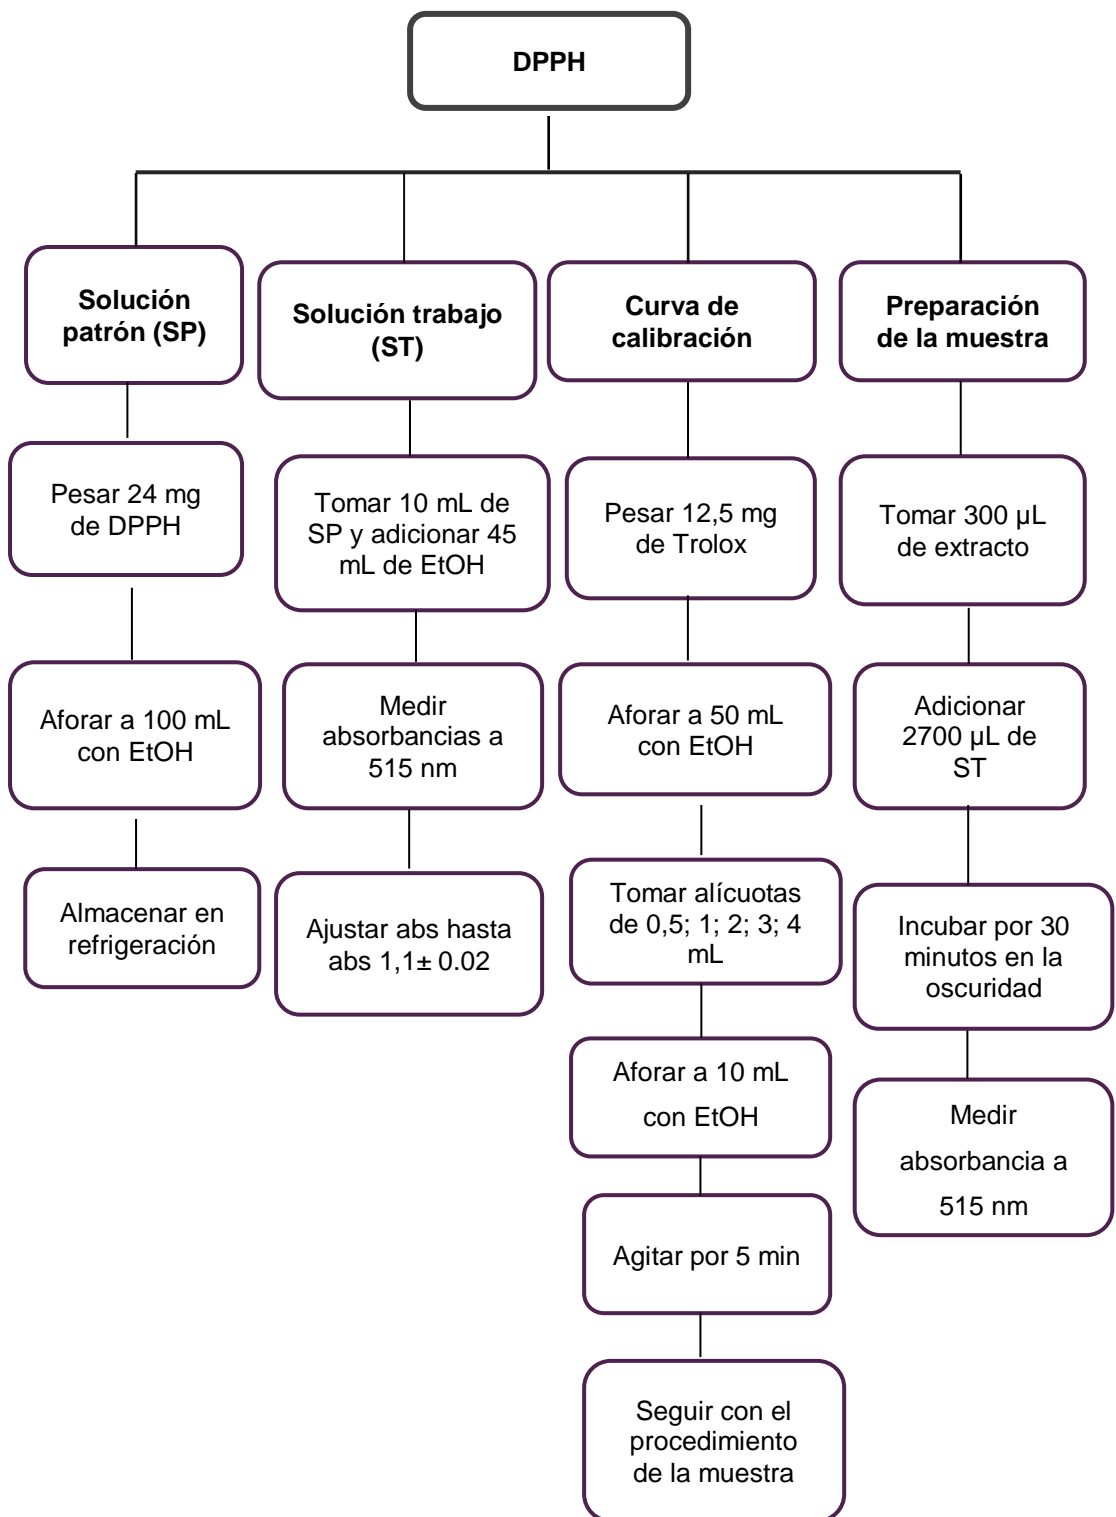 DPPH
Solución
patrón (SP)
Pesar 24 mg
de DPPH
Aforar a 100 mL
con EtOH
Almacenar en
refrigeración
Solución trabajo
(ST)
Tomar 10 mL de
SP y adicionar 45
mL de EtOH
Medir
absorbancias a
515 nm
Ajustar abs hasta
abs 1,1± 0.02
Curva de
calibración
Pesar 12,5 mg
de Trolox
Aforar a 50 mL
con EtOH
Tomar alícuotas
de 0,5; 1; 2; 3; 4
mL
Aforar a 10 mL
con EtOH
Agitar por 5 min
Seguir con el
procedimiento
de la muestra
Preparación
de la muestra
Tomar 300 µL
de extracto
Adicionar
2700 µL de
ST
Incubar por 30
minutos en la
oscuridad
Medir
absorbancia a
515 nm